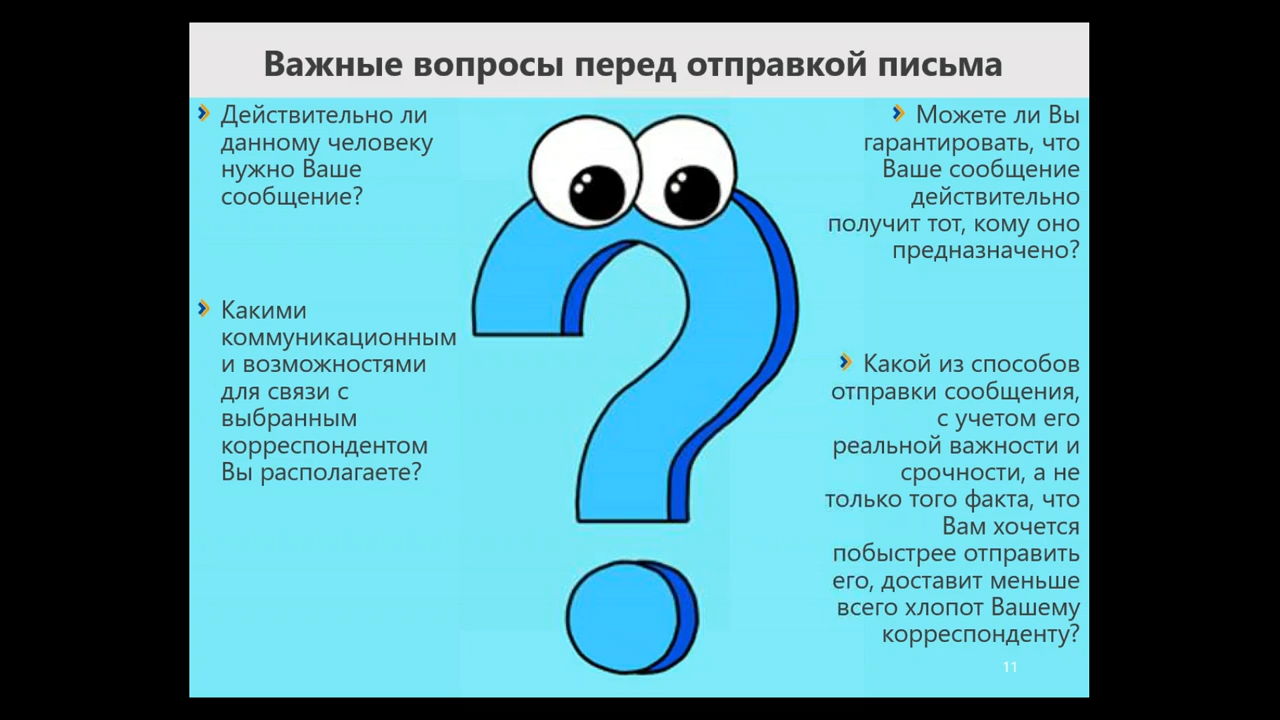 Важные вопросы перед отправкой письма
Действительно ли
данному человеку
нужно Ваше
сообщение?
Какими
коммуникационным
и возможностями
для связи с
выбранным
корреспондентом
Вы располагаете?
Можете ли Вы
гарантировать, что
Ваше сообщение
действительно
получит тот, кому оно
предназначено?
Какой из способов
отправки сообщения,
с учетом его
реальной важности и
срочности, а не
только того факта, что
Вам хочется
побыстрее отправить
его, доставит меньше
всего хлопот Вашему
корреспонденту?
11